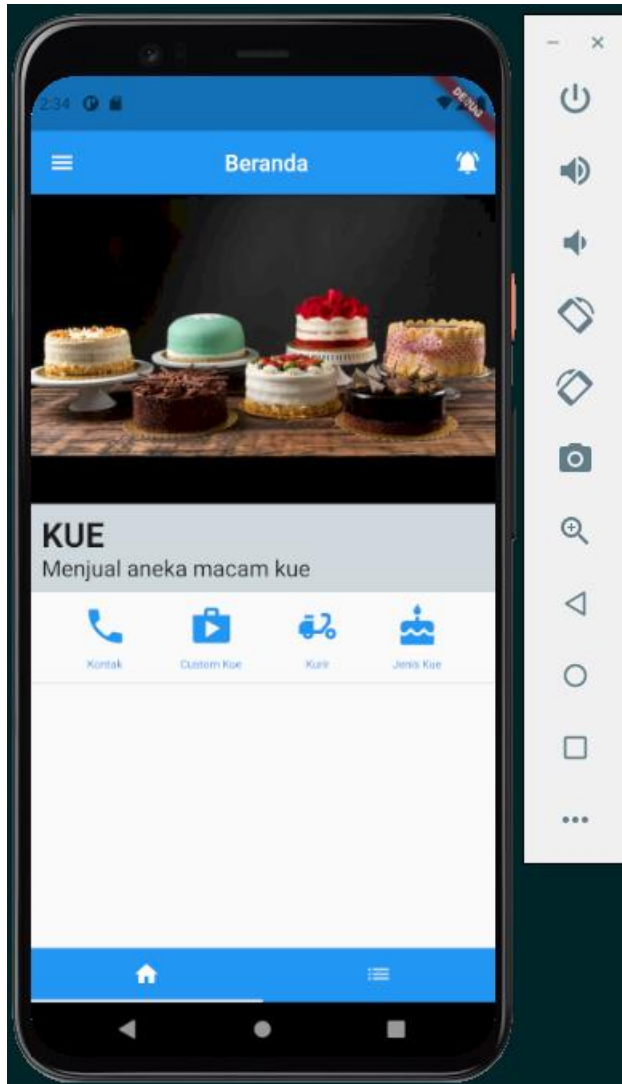 2:34
DEBUG
Beranda
KUE
Menjual aneka macam kue
Kontak
Custom Kue
Kurir
Jenis Kue